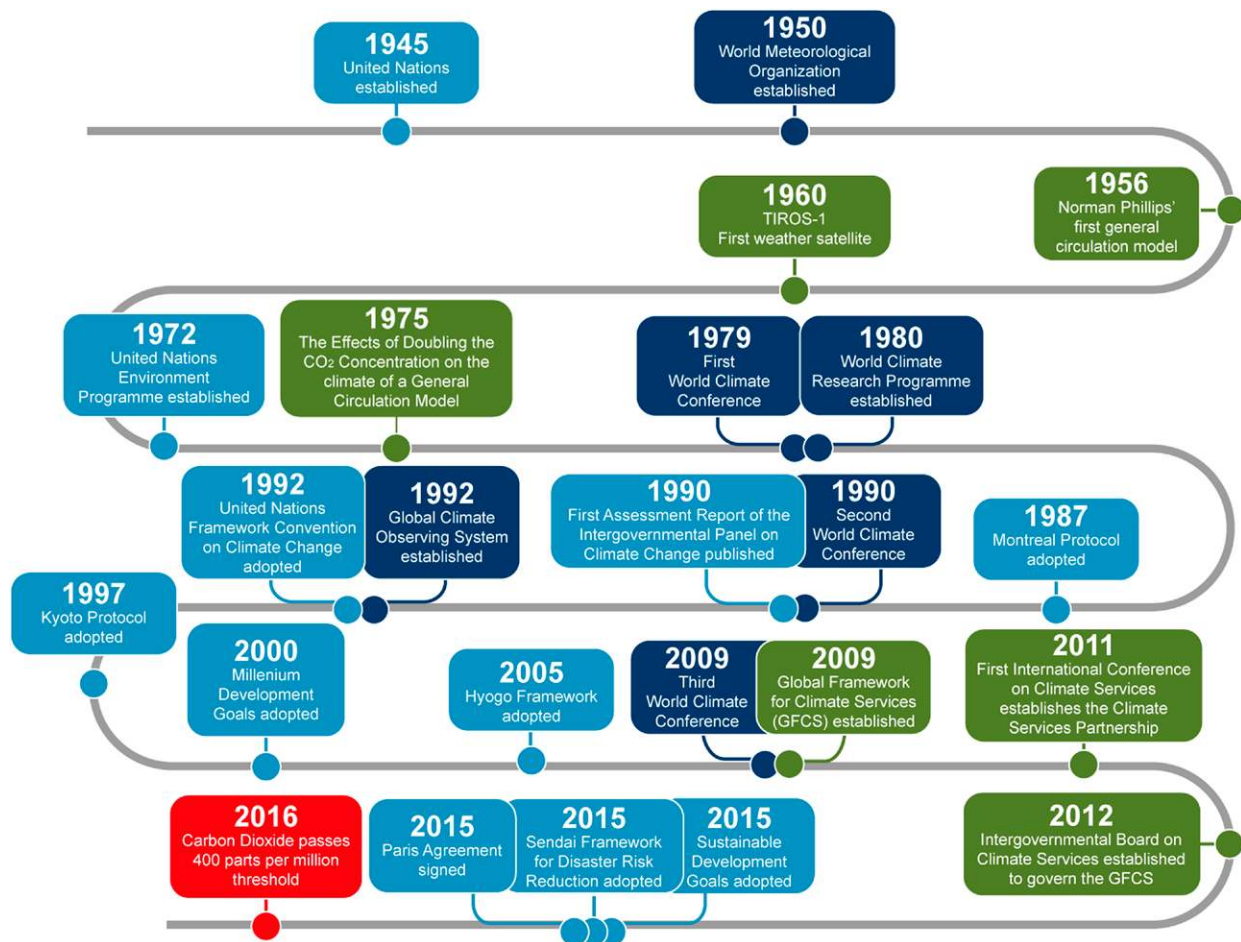 1945
United Nations
established
1950
World Meteorological
Organization
established
1956
Norman Phillips'
first general
circulation model
1960
TIROS-1
First weather satellite
1972
United Nations
Environment
Programme established
1975
The Effects of Doubling the
CO₂ Concentration on the
climate of a General
Circulation Model
1979
First
World Climate
Conference
1980
World Climate
Research Programme
established
1987
Montreal Protocol
adopted
1990
Second
World Climate
Conference
1990
First Assessment Report of the
Intergovernmental Panel on
Climate Change published
1992
Global Climate
Observing System
established
1992
United Nations
Framework Convention
on Climate Change
adopted
1997
Kyoto Protocol
adopted
2000
Millenium
Development
Goals adopted
2005
Hyogo Framework
adopted
2009
Third
World Climate
Conference
2009
Global Framework
for Climate Services
(GFCS) established
2011
First International Conference
on Climate Services
establishes the Climate
Services Partnership
2012
Intergovernmental Board on
Climate Services established
to govern the GFCS
2015
Sustainable
Development
Goals adopted
2015
Sendai Framework
for Disaster Risk
Reduction adopted
2015
Paris Agreement
signed
2016
Carbon Dioxide passes
400 parts per million
threshold